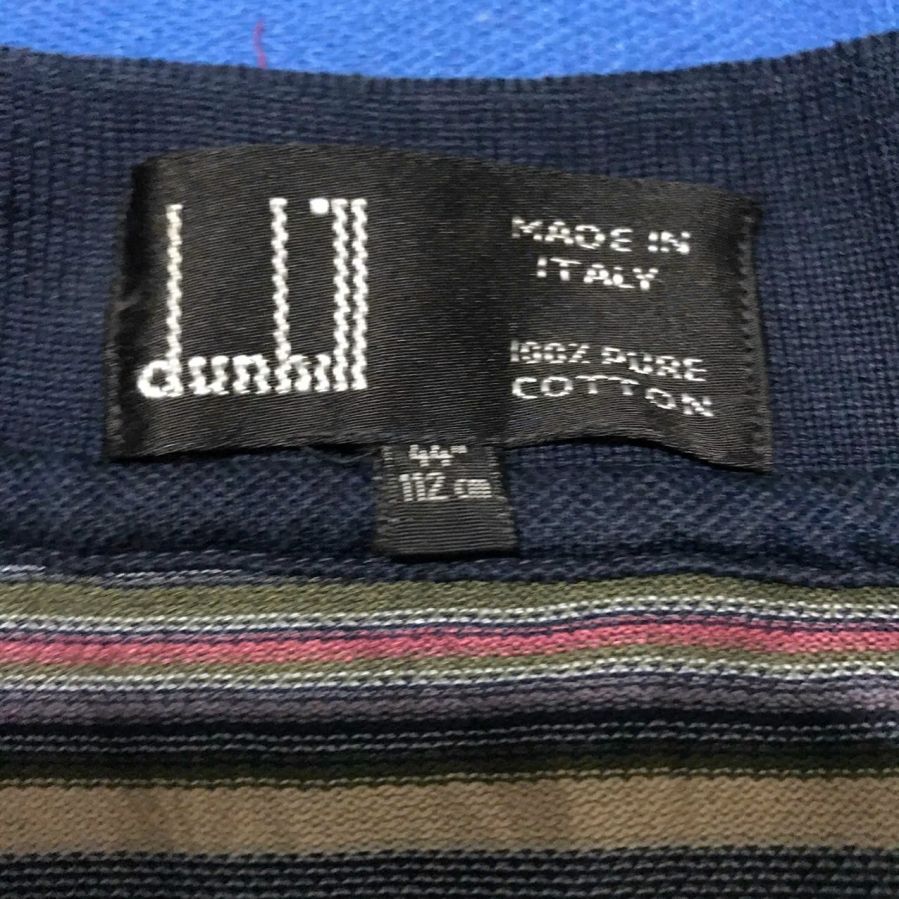 dunhill
MADE IN
ITALY
100% PURE
COTTON
44"
112 cm